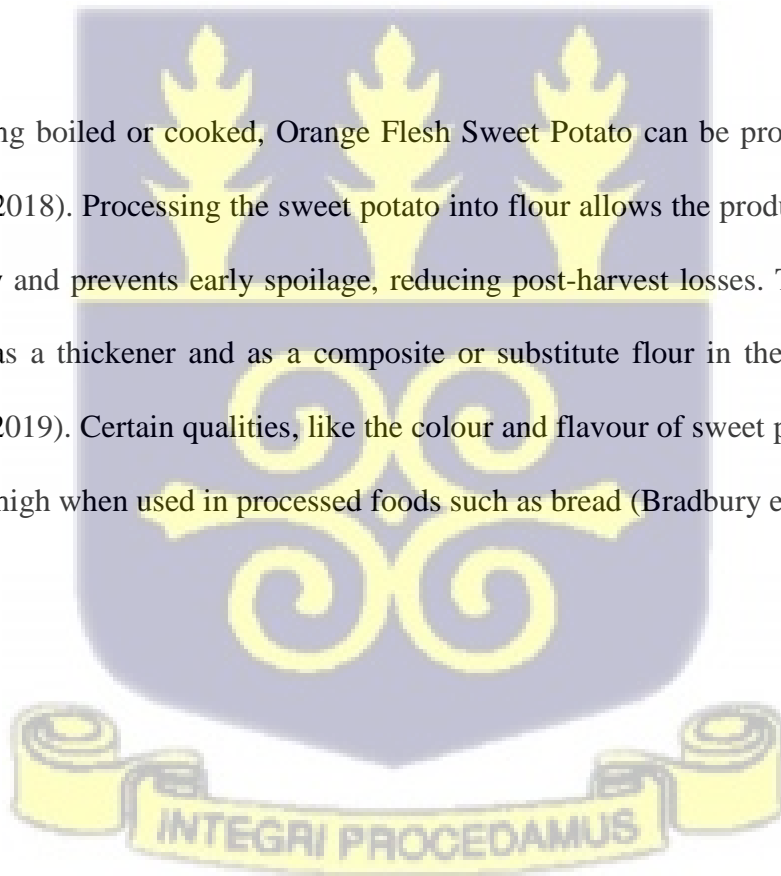 ng boiled or cooked, Orange Flesh Sweet Potato can be pro
2018). Processing the sweet potato into flour allows the produ
and prevents early spoilage, reducing post-harvest losses.
as a thickener and as a composite or substitute flour in the
2019). Certain qualities, like the colour and flavour of sweet
high when used in processed foods such as bread (Bradbury e
INTEGRI PROCEDAMUS